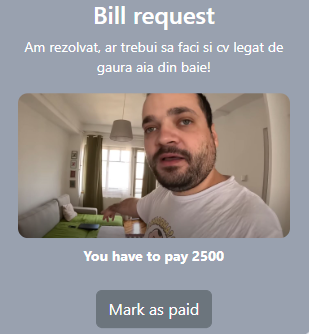 Bill request
Am rezolvat, ar trebui sa faci si cv legat de
gaura aia din baie!
You have to pay 2500
Mark as paid